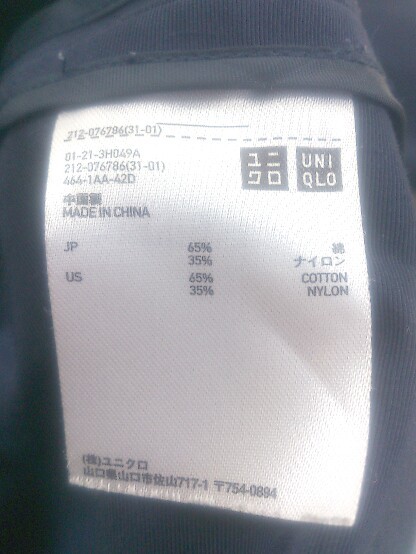 212-076786(31-01)
01-21-3H049A
212-076786(31-01)
464-1AA-42D
ユニ
クロ
UNI
QLO
中国製
MADE IN CHINA
JP 65% 綿
35% ナイロン
US 65% COTTON
35% NYLON
(株)ユニクロ
山口県山口市佐山717-1 〒754-0894